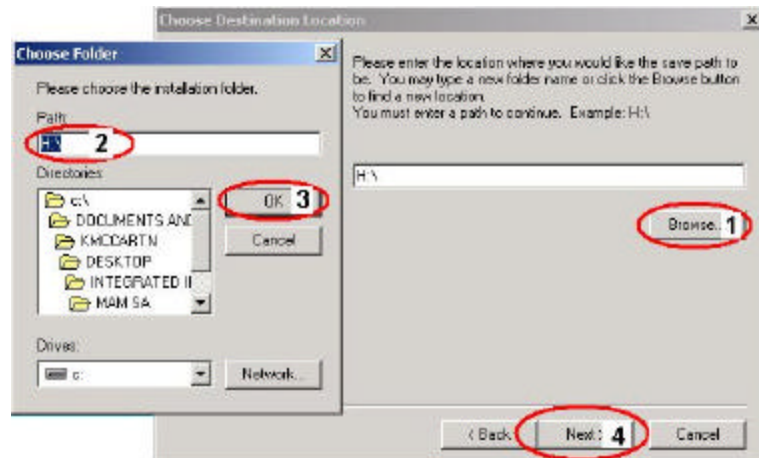 Choose Destination Location
Choose Folder
Please choose the installation folder.
Path:
H:\ 2
Directories:
c:\
DOCUMENTS AND
KMCCARTN
DESKTOP
INTEGRATED II
MAM SA
OK 3
Cancel
Drives:
c:
Network...
Please enter the location where you would like the save path to
be. You may type a new folder name or click the Browse button
to find a new location.
You must enter a path to continue. Example: H:\
H:\
Browse.. 1
< Back
Next > 4
Cancel